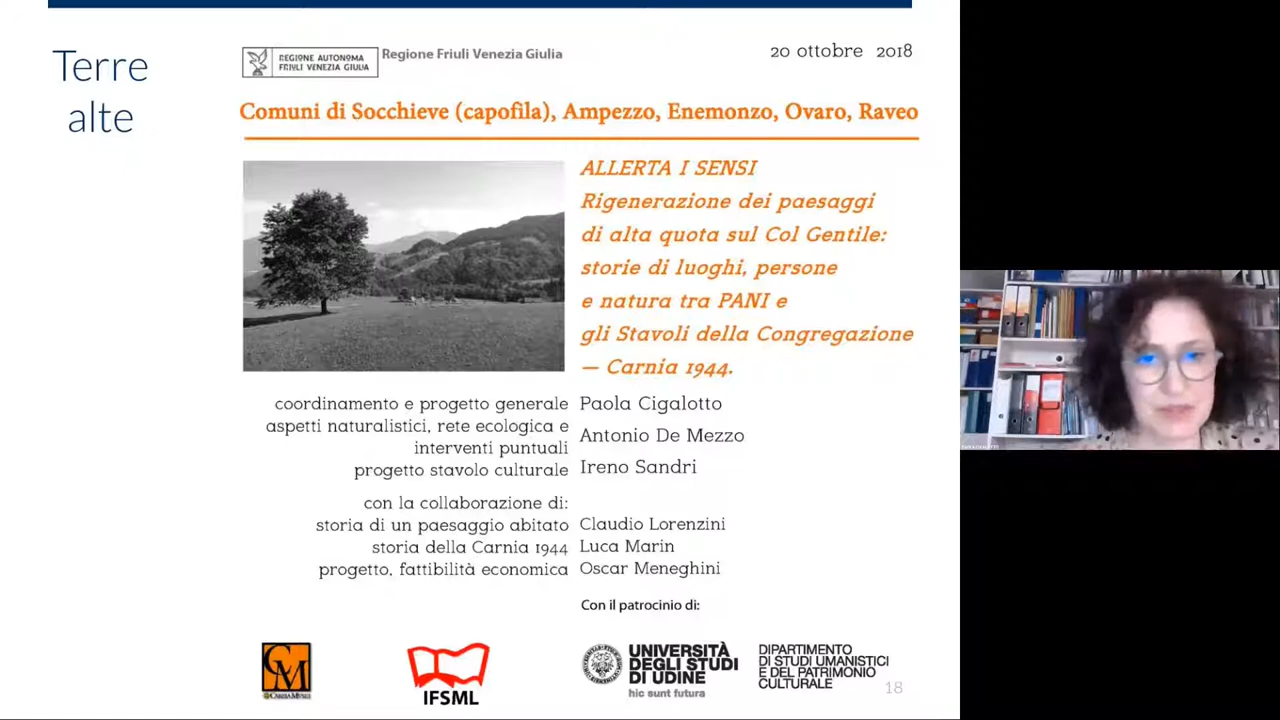 Terre
alte
REGIONE AUTONOMA
FRIULI VENEZIA GIULIA
Regione Friuli Venezia Giulia
20 ottobre 2018
Comuni di Socchieve (capofila), Ampezzo, Enemonzo, Ovaro, Raveo
ALLERTA I SENSI
Rigenerazione dei paesaggi
di alta quota sul Col Gentile:
storie di luoghi, persone
e natura tra PANI e
gli Stavoli della Congregazione
— Carnia 1944.
coordinamento e progetto generale Paola Cigalotto
aspetti naturalistici, rete ecologica e
interventi puntuali Antonio De Mezzo
progetto stavolo culturale Ireno Sandri
con la collaborazione di:
storia di un paesaggio abitato Claudio Lorenzini
storia della Carnia 1944 Luca Marin
progetto, fattibilità economica Oscar Meneghini
Con il patrocinio di:
CM
CARNIA MUSEI
IFSML
UNIVERSITÀ
DEGLI STUDI
DI UDINE
hic sunt futura
DIPARTIMENTO
DI STUDI UMANISTICI
E DEL PATRIMONIO
CULTURALE
18